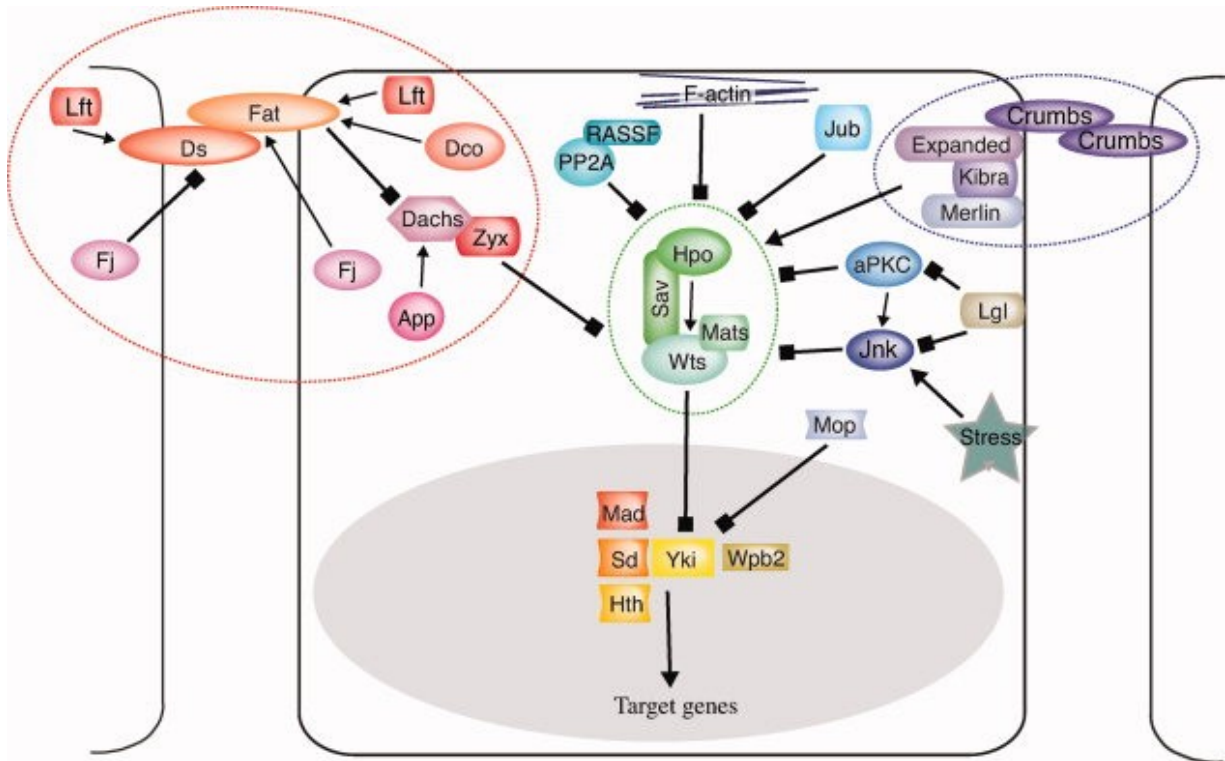 F-actin
Lft
Fat
Lft
Ds
Dco
RASSF
PP2A
Jub
Crumbs
Crumbs
Expanded
Kibra
Merlin
Dachs
Zyx
Fj
Fj
App
Hpo
Sav
Mats
Wts
aPKC
Lgl
Jnk
Stress
Mop
Mad
Sd
Yki
Wpb2
Hth
Target genes